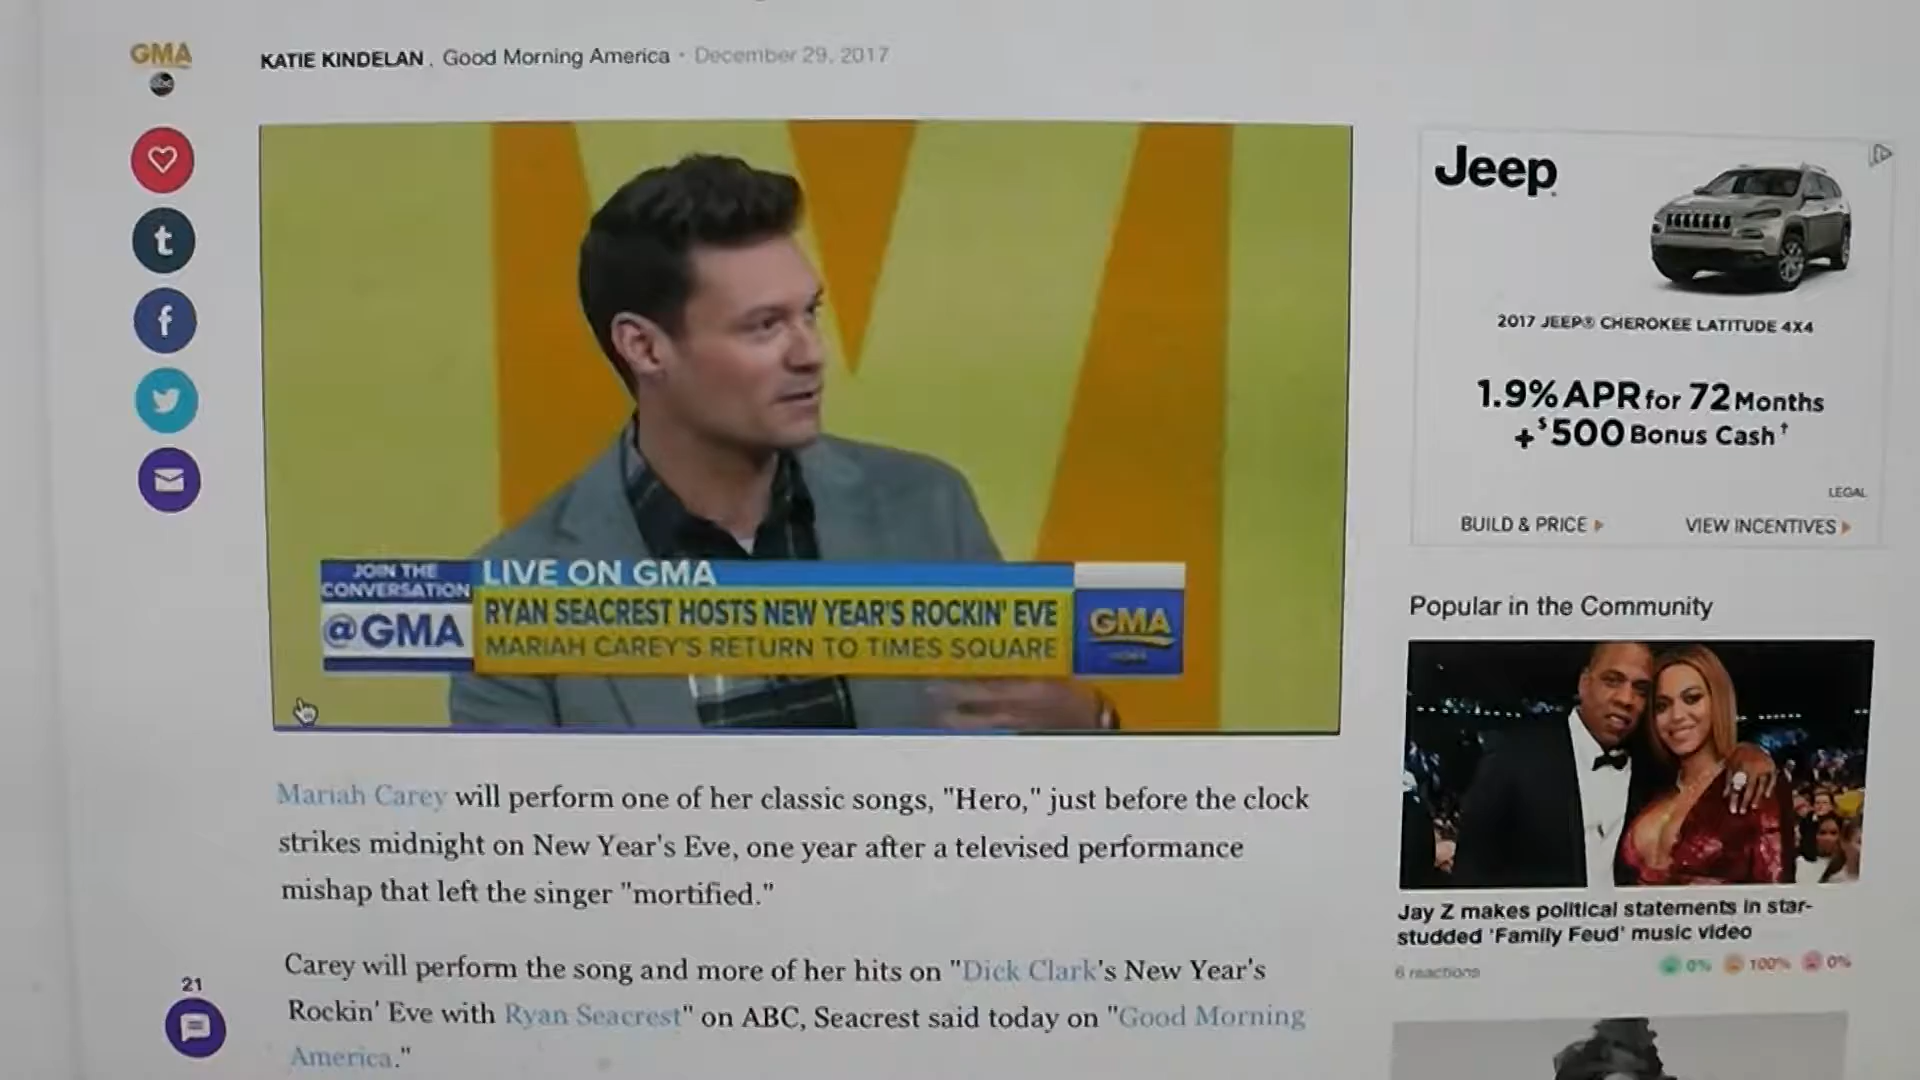 GMA
abc
KATIE KINDELAN, Good Morning America · December 29, 2017
t
f
JOIN THE
CONVERSATION
@GMA
LIVE ON GMA
RYAN SEACREST HOSTS NEW YEAR'S ROCKIN' EVE
MARIAH CAREY'S RETURN TO TIMES SQUARE
GMA
Mariah Carey will perform one of her classic songs, "Hero," just before the clock
strikes midnight on New Year's Eve, one year after a televised performance
mishap that left the singer "mortified."
21
Carey will perform the song and more of her hits on "Dick Clark's New Year's
Rockin' Eve with Ryan Seacrest" on ABC, Seacrest said today on "Good Morning
America."
Jeep
2017 JEEP® CHEROKEE LATITUDE 4X4
1.9% APR for 72 Months
+$500 Bonus Cash†
LEGAL
BUILD & PRICE
VIEW INCENTIVES
Popular in the Community
Jay Z makes political statements in star-
studded 'Family Feud' music video
6 reactions
0% 100% 0%